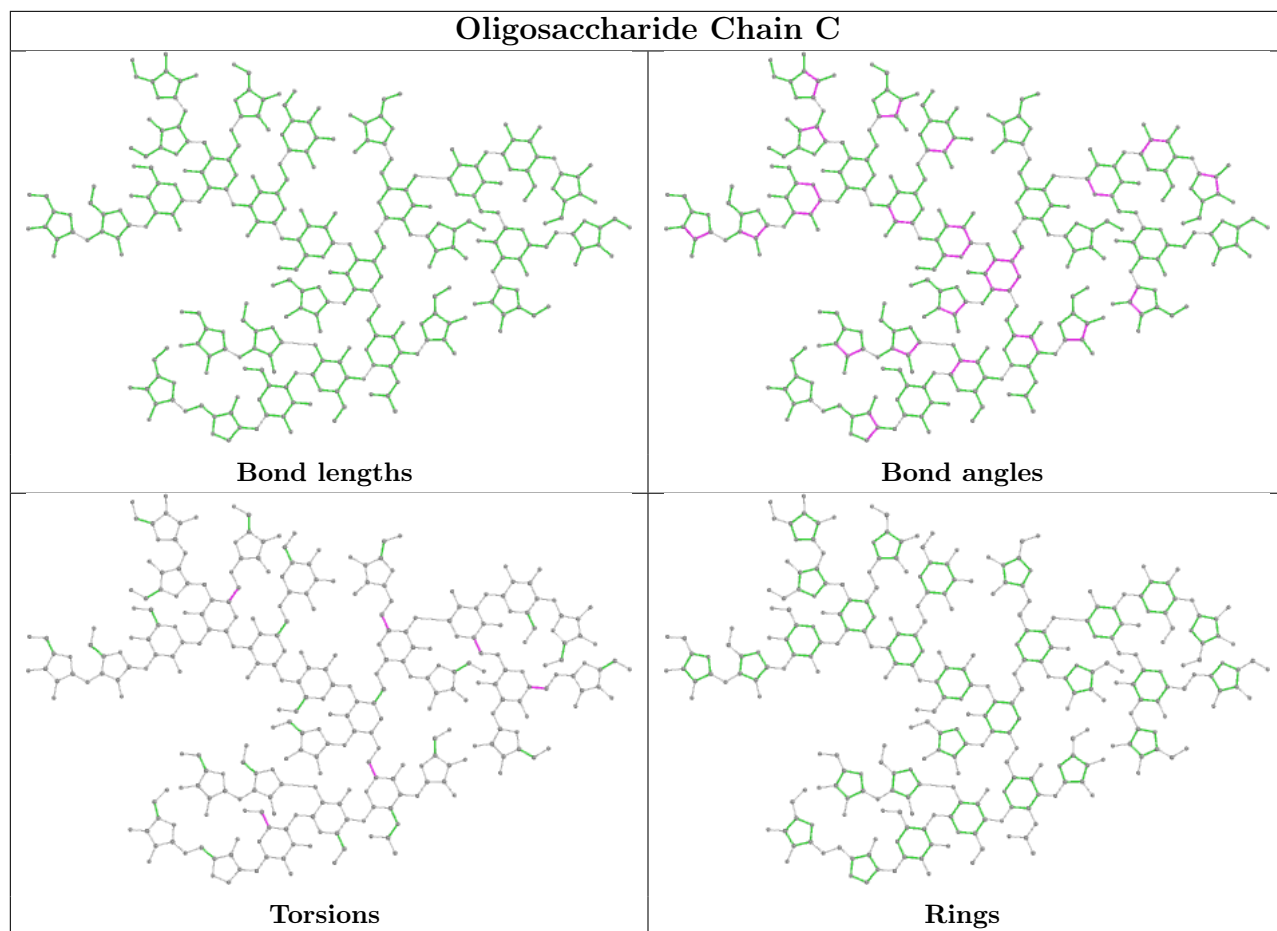 Oligosaccharide Chain C
Bond lengths
Bond angles
Torsions
Rings